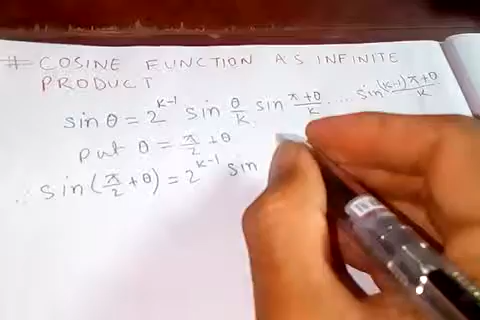 # COSINE FUNCTION AS INFINITE
PRODUCT
sin θ = 2^{K-1} sin θ/K sin (π+θ)/K ..... sin ((K-1)π+θ)/K
put θ = π/2 + θ
∴ sin(π/2 + θ) = 2^{K-1} sin